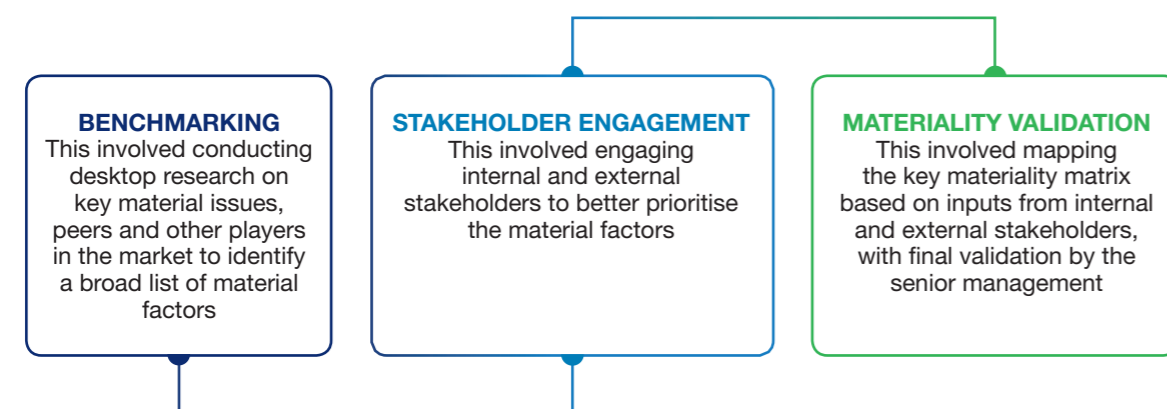 BENCHMARKING
This involved conducting
desktop research on
key material issues,
peers and other players
in the market to identify
a broad list of material
factors
STAKEHOLDER ENGAGEMENT
This involved engaging
internal and external
stakeholders to better prioritise
the material factors
MATERIALITY VALIDATION
This involved mapping
the key materiality matrix
based on inputs from internal
and external stakeholders,
with final validation by the
senior management